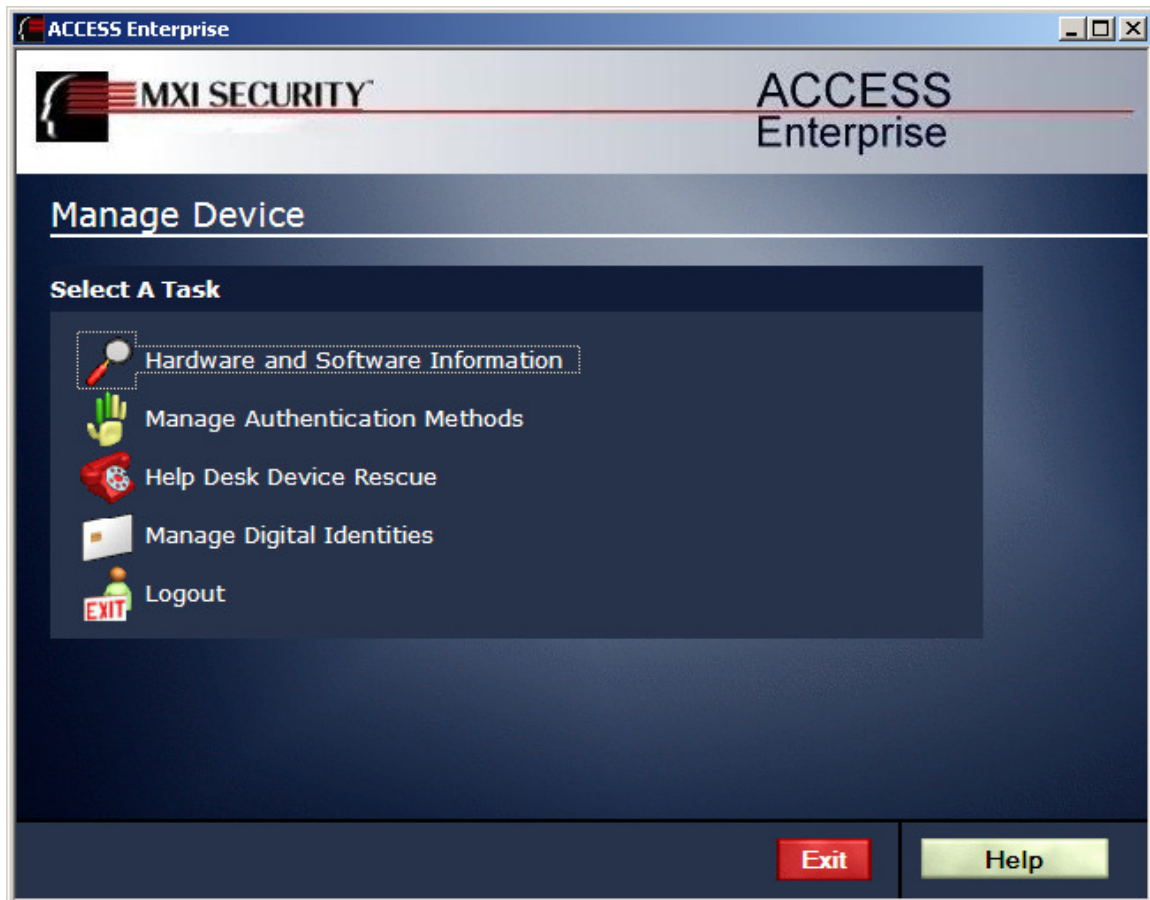 ACCESS Enterprise
MXI SECURITY™
ACCESS
Enterprise
Manage Device
Select A Task
Hardware and Software Information
Manage Authentication Methods
Help Desk Device Rescue
Manage Digital Identities
EXIT
Logout
Exit
Help